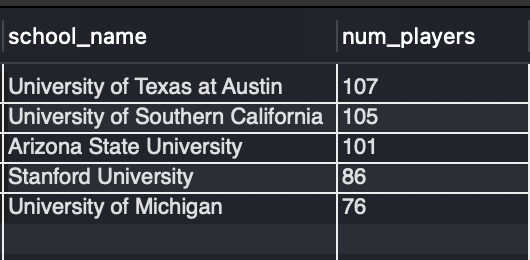 school_name num_players
University of Texas at Austin 107
University of Southern California 105
Arizona State University 101
Stanford University 86
University of Michigan 76